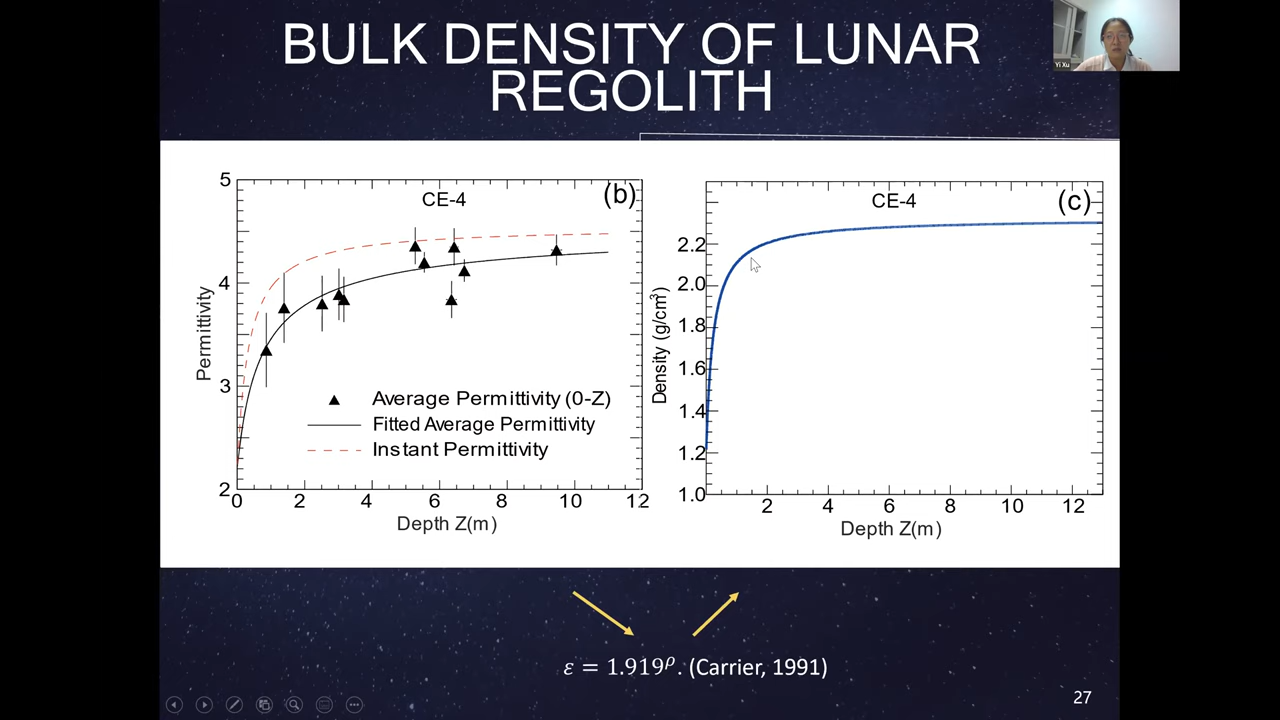 BULK DENSITY OF LUNAR
REGOLITH
Yi Xu
CE-4
(b)
5
4
3
2
Permittivity
Average Permittivity (0-Z)
Fitted Average Permittivity
Instant Permittivity
0 2 4 6 8 10 12
Depth Z(m)
CE-4
(c)
2.2
2.0
1.8
1.6
1.4
1.2
1.0
Density (g/cm³)
2 4 6 8 10 12
Depth Z(m)
ε = 1.919^ρ. (Carrier, 1991)
27